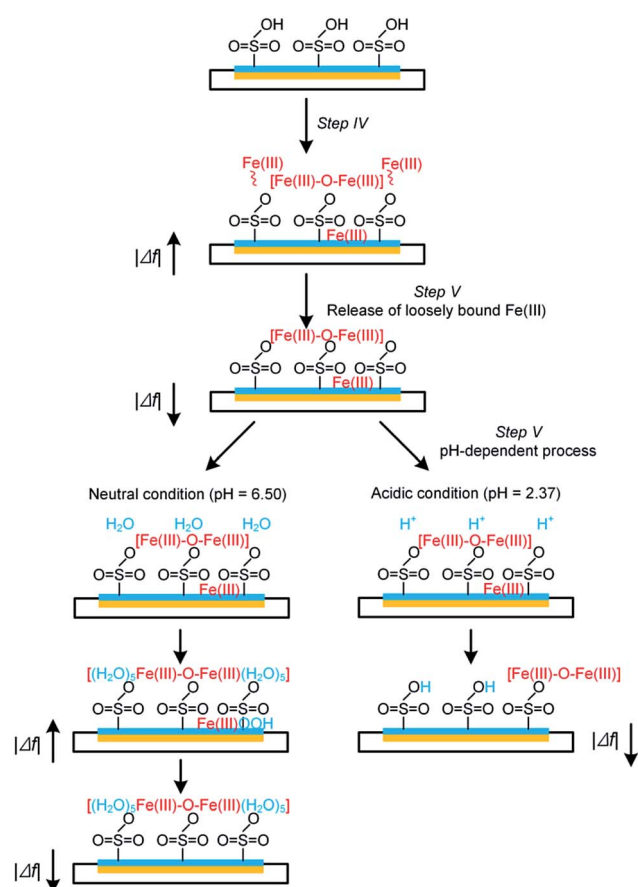 OH OH OH
O=S=O O=S=O O=S=O
Step IV
Fe(III) Fe(III)
[Fe(III)-O-Fe(III)]
O O O
O=S=O O=S=O O=S=O
Fe(III)
|Δf|
Step V
Release of loosely bound Fe(III)
[Fe(III)-O-Fe(III)]
O O O
O=S=O O=S=O O=S=O
Fe(III)
|Δf|
Step V
pH-dependent process
Neutral condition (pH = 6.50)
H₂O H₂O H₂O
[Fe(III)-O-Fe(III)]
O O O
O=S=O O=S=O O=S=O
Fe(III)
[(H₂O)₅Fe(III)-O-Fe(III)(H₂O)₅]
O O O
O=S=O O=S=O O=S=O
Fe(III)OOH
|Δf|
[(H₂O)₅Fe(III)-O-Fe(III)(H₂O)₅]
O O O
O=S=O O=S=O O=S=O
|Δf|
Acidic condition (pH = 2.37)
H⁺ H⁺ H⁺
[Fe(III)-O-Fe(III)]
O O O
O=S=O O=S=O O=S=O
Fe(III)
[Fe(III)-O-Fe(III)]
OH OH O
O=S=O O=S=O O=S=O
|Δf|